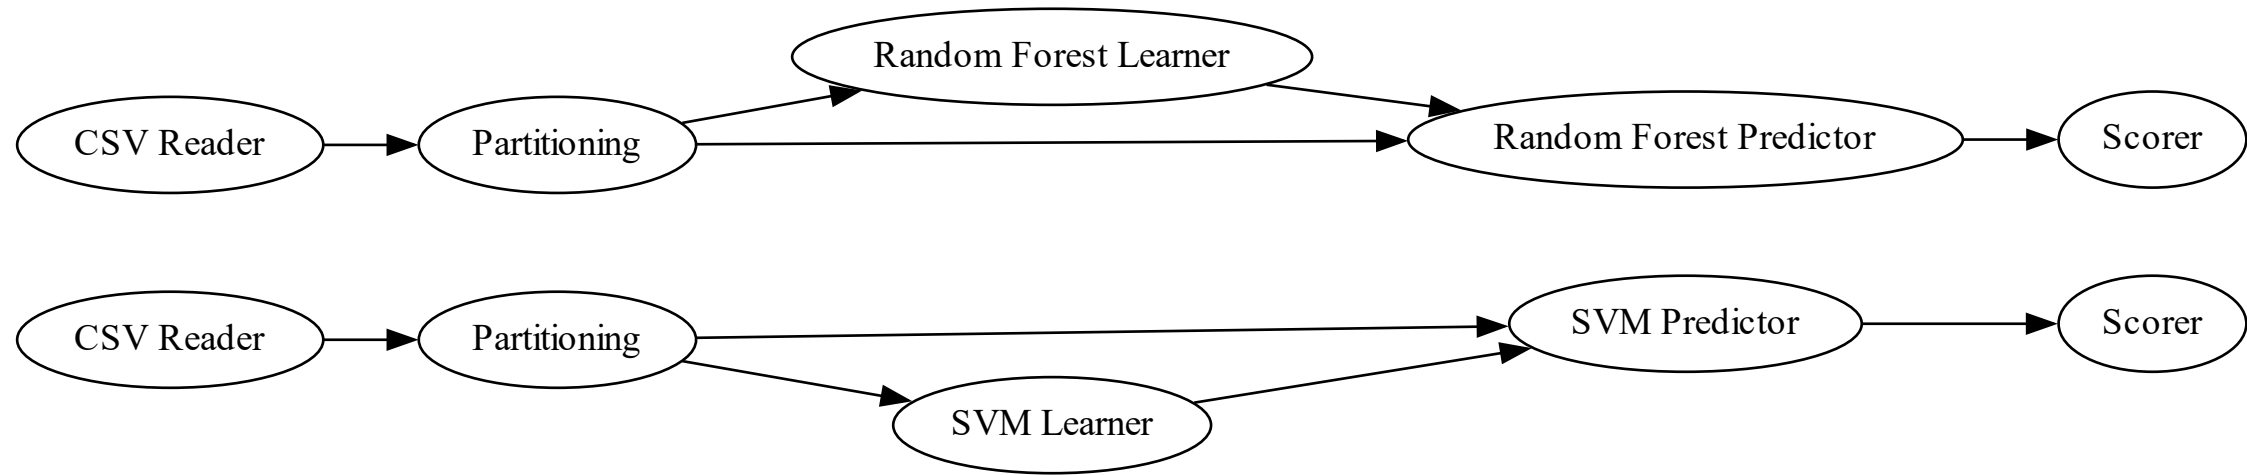 Random Forest Learner
CSV Reader
Partitioning
Random Forest Predictor
Scorer
CSV Reader
Partitioning
SVM Predictor
Scorer
SVM Learner